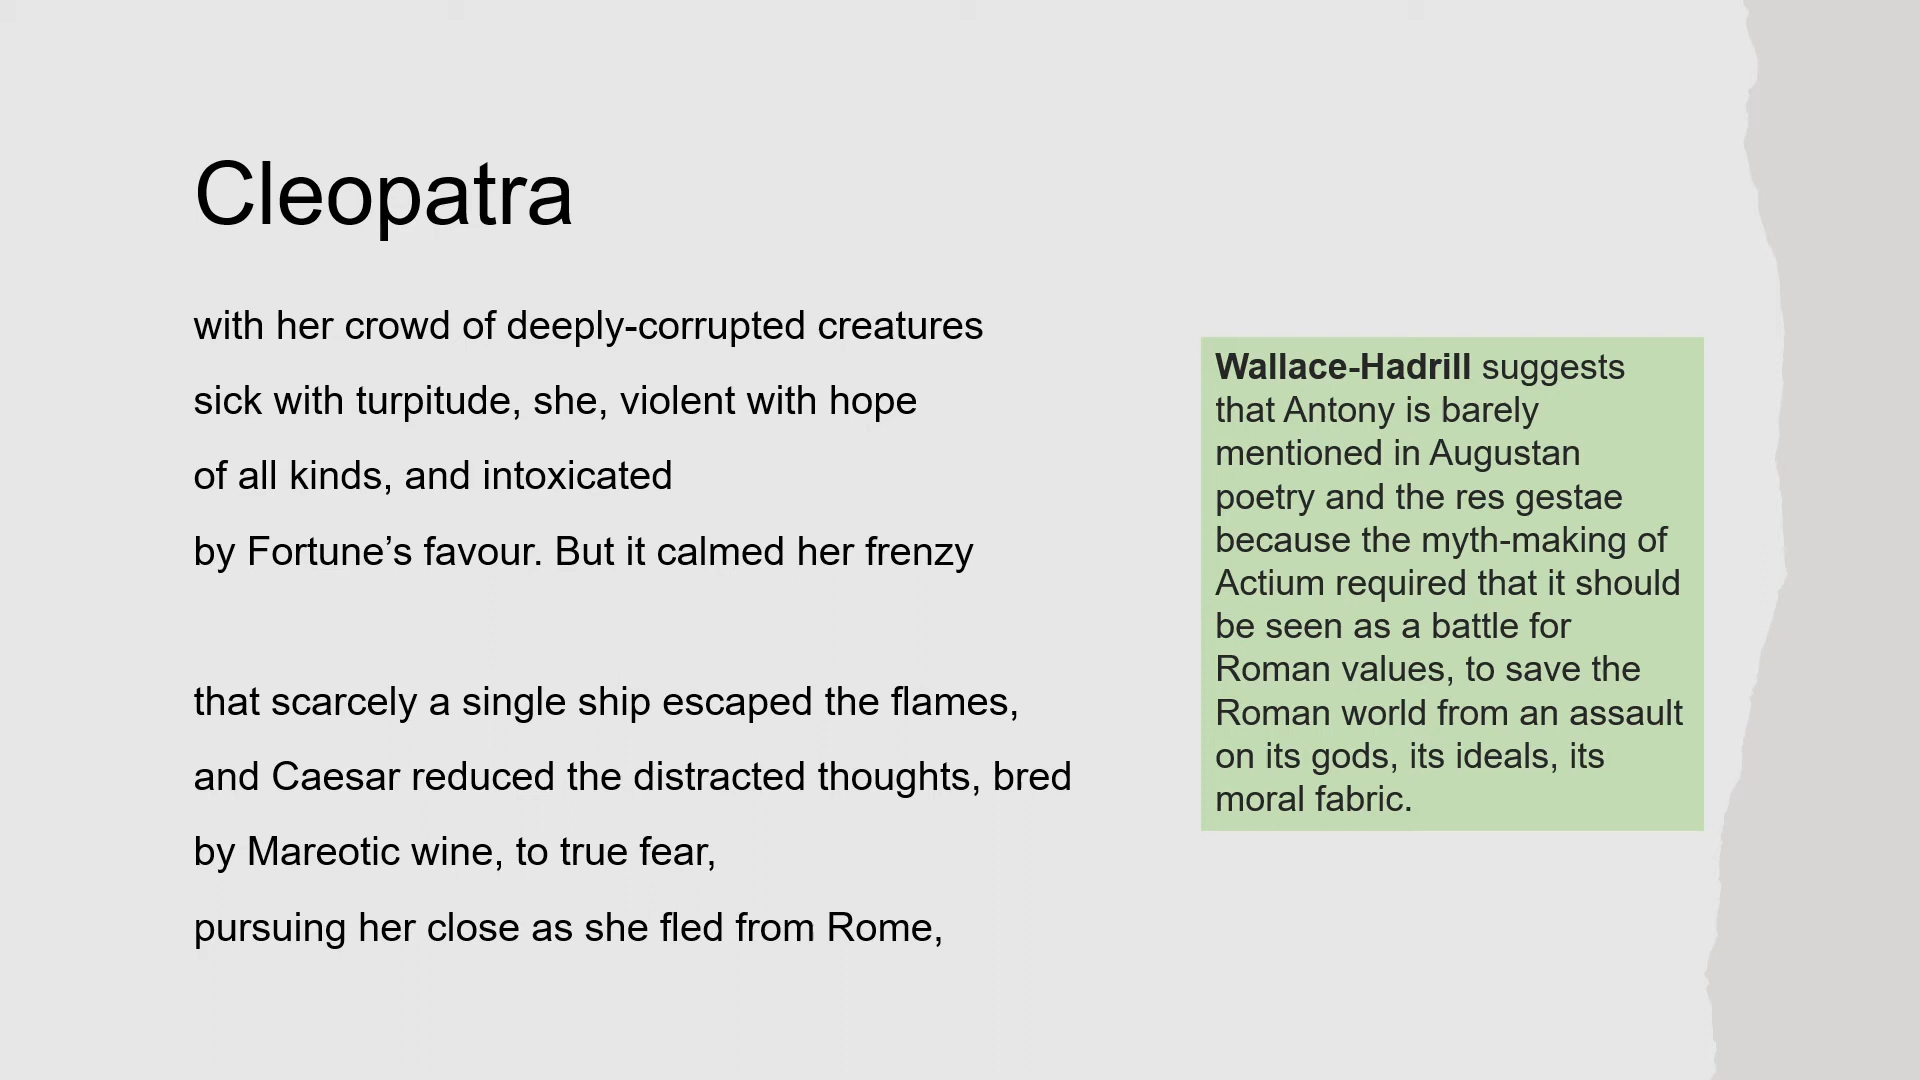 Cleopatra
with her crowd of deeply-corrupted creatures
sick with turpitude, she, violent with hope
of all kinds, and intoxicated
by Fortune’s favour. But it calmed her frenzy
that scarcely a single ship escaped the flames,
and Caesar reduced the distracted thoughts, bred
by Mareotic wine, to true fear,
pursuing her close as she fled from Rome,
Wallace-Hadrill suggests
that Antony is barely
mentioned in Augustan
poetry and the res gestae
because the myth-making of
Actium required that it should
be seen as a battle for
Roman values, to save the
Roman world from an assault
on its gods, its ideals, its
moral fabric.